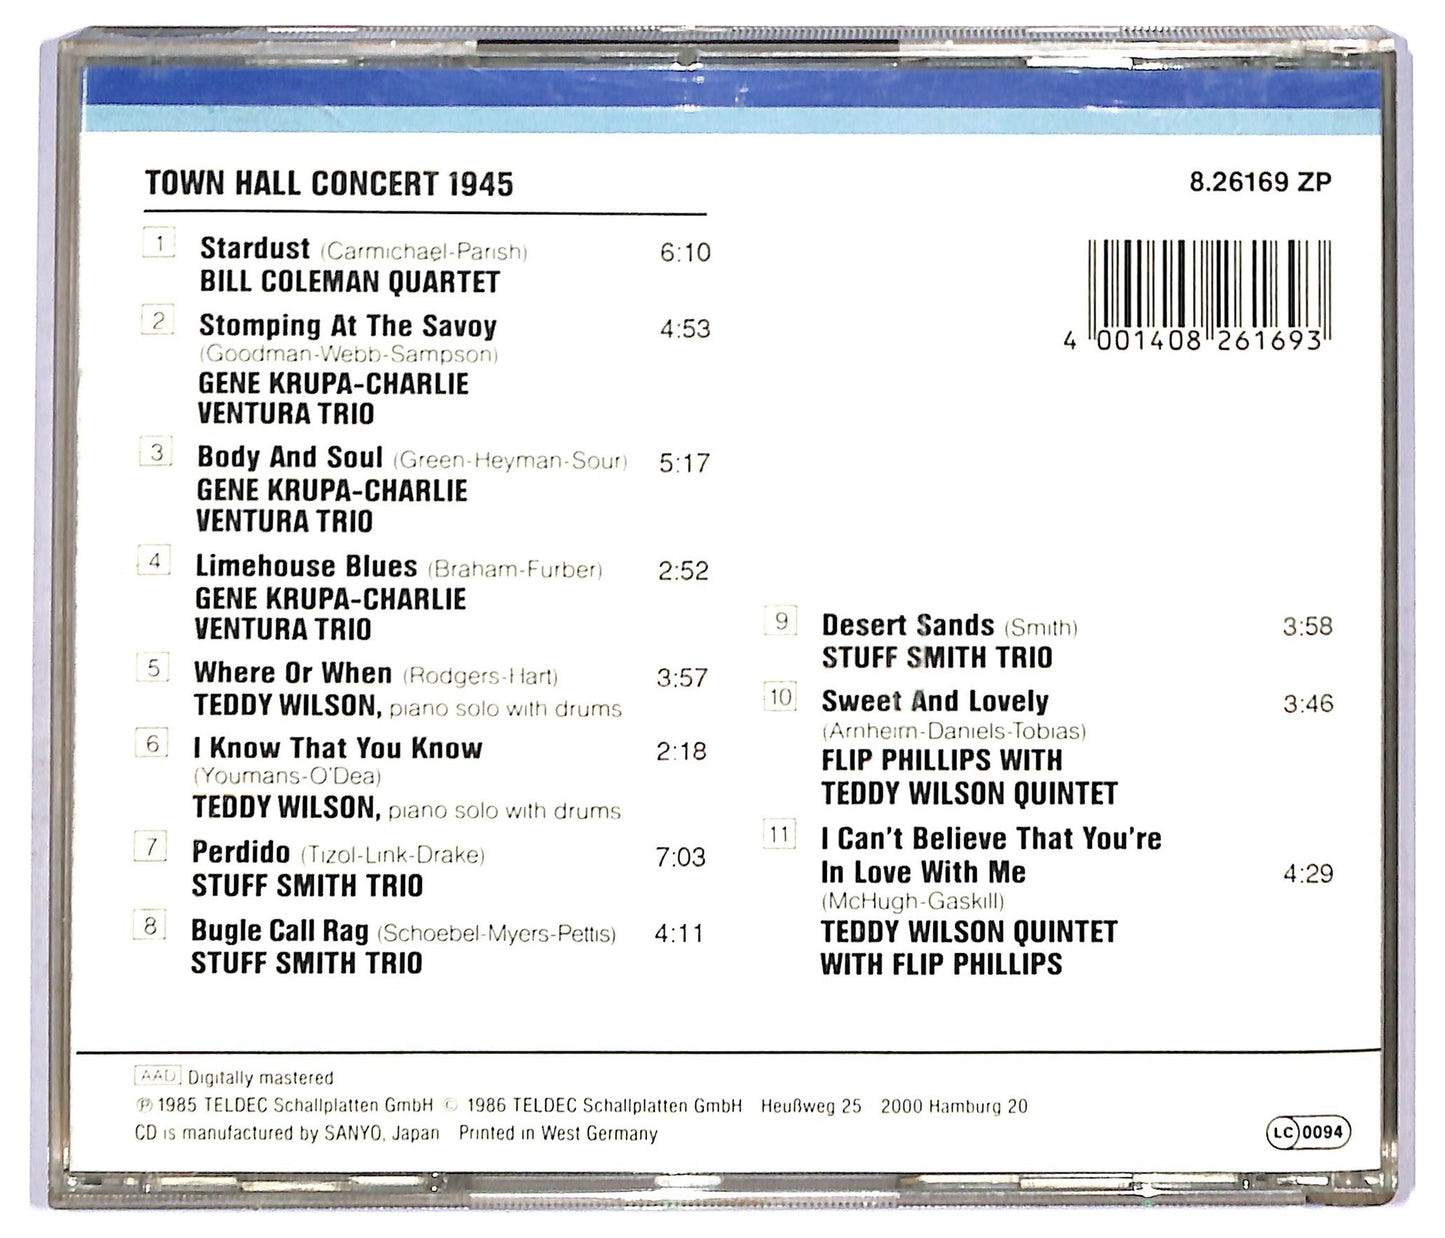 TOWN HALL CONCERT 1945
8.26169 ZP
4 001408 261693
1 Stardust (Carmichael-Parish) 6:10
BILL COLEMAN QUARTET
2 Stomping At The Savoy 4:53
(Goodman-Webb-Sampson)
GENE KRUPA-CHARLIE
VENTURA TRIO
3 Body And Soul (Green-Heyman-Sour) 5:17
GENE KRUPA-CHARLIE
VENTURA TRIO
4 Limehouse Blues (Braham-Furber) 2:52
GENE KRUPA-CHARLIE
VENTURA TRIO
5 Where Or When (Rodgers-Hart) 3:57
TEDDY WILSON, piano solo with drums
6 I Know That You Know 2:18
(Youmans-O'Dea)
TEDDY WILSON, piano solo with drums
7 Perdido (Tizol-Link-Drake) 7:03
STUFF SMITH TRIO
8 Bugle Call Rag (Schoebel-Myers-Pettis) 4:11
STUFF SMITH TRIO
9 Desert Sands (Smith) 3:58
STUFF SMITH TRIO
10 Sweet And Lovely 3:46
(Arnheim-Daniels-Tobias)
FLIP PHILLIPS WITH
TEDDY WILSON QUINTET
11 I Can't Believe That You're
In Love With Me 4:29
(McHugh-Gaskill)
TEDDY WILSON QUINTET
WITH FLIP PHILLIPS
AAD Digitally mastered
℗ 1985 TELDEC Schallplatten GmbH © 1986 TELDEC Schallplatten GmbH Heußweg 25 2000 Hamburg 20
CD is manufactured by SANYO, Japan Printed in West Germany
LC 0094